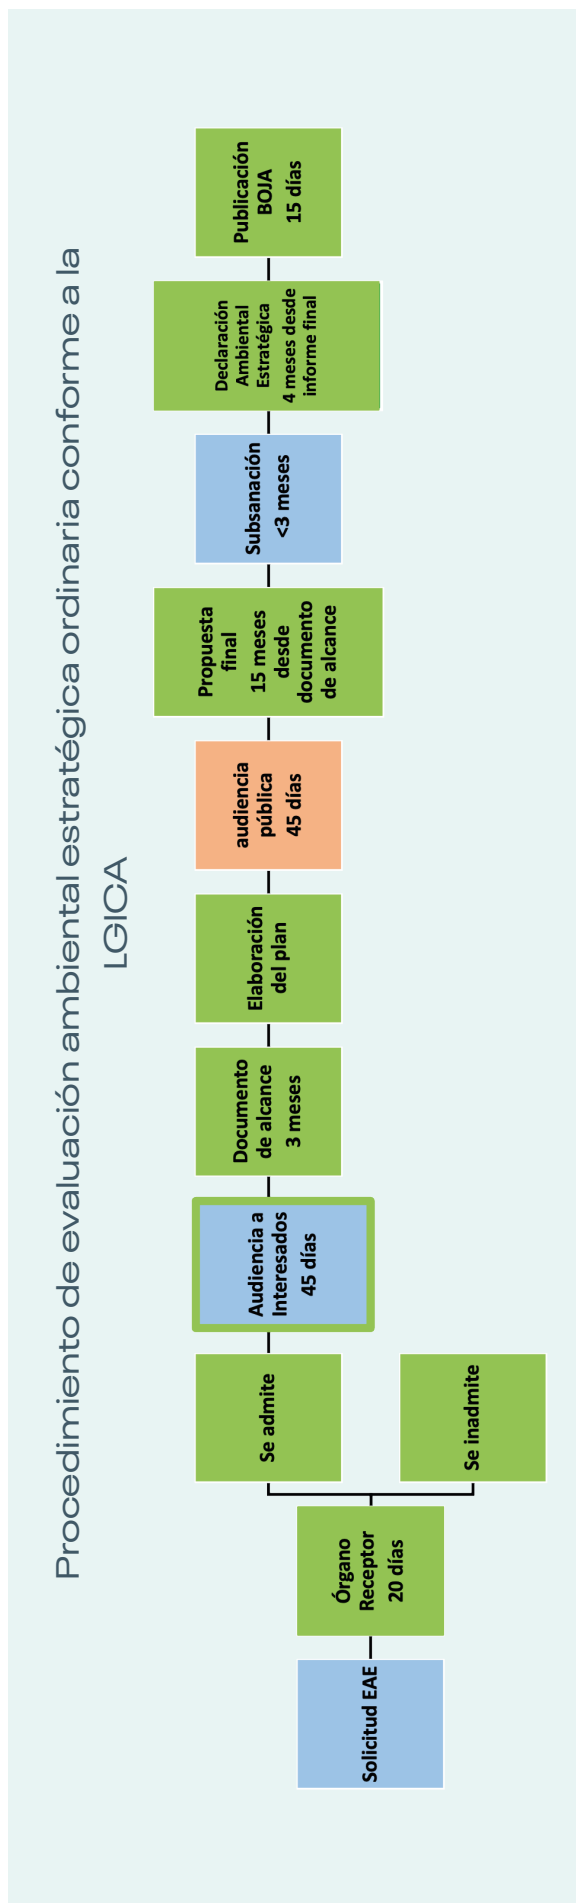 Procedimiento de evaluación ambiental estratégica ordinaria conforme a la
LGICA
Solicitud EAE
Órgano
Receptor
20 días
Se admite
Se inadmite
Audiencia a
Interesados
45 días
Documento
de alcance
3 meses
Elaboración
del plan
audiencia
pública
45 días
Propuesta
final
15 meses
desde
documento
de alcance
Subsanación
<3 meses
Declaración
Ambiental
Estratégica
4 meses desde
informe final
Publicación
BOJA
15 días